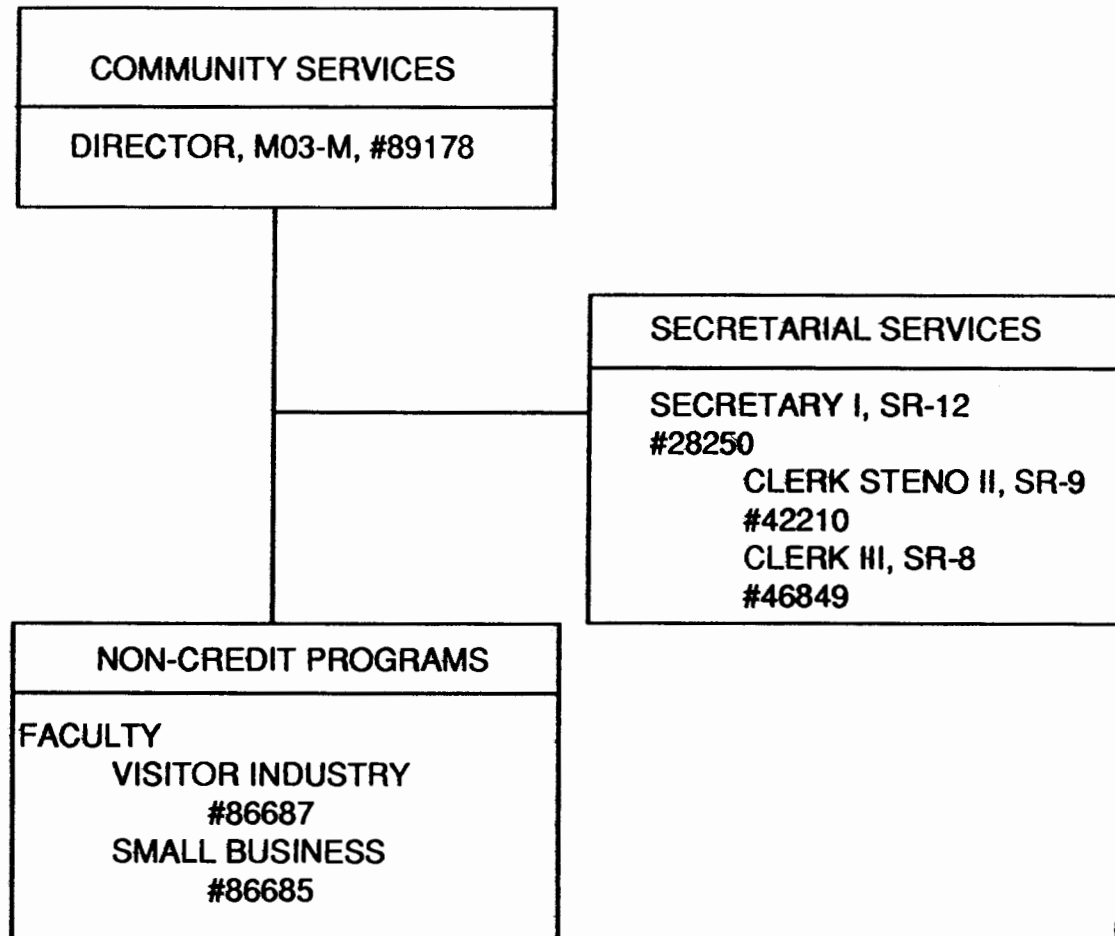 COMMUNITY SERVICES
DIRECTOR, M03-M, #89178
SECRETARIAL SERVICES
SECRETARY I, SR-12
#28250
CLERK STENO II, SR-9
#42210
CLERK III, SR-8
#46849
NON-CREDIT PROGRAMS
FACULTY
VISITOR INDUSTRY
#86687
SMALL BUSINESS
#86685